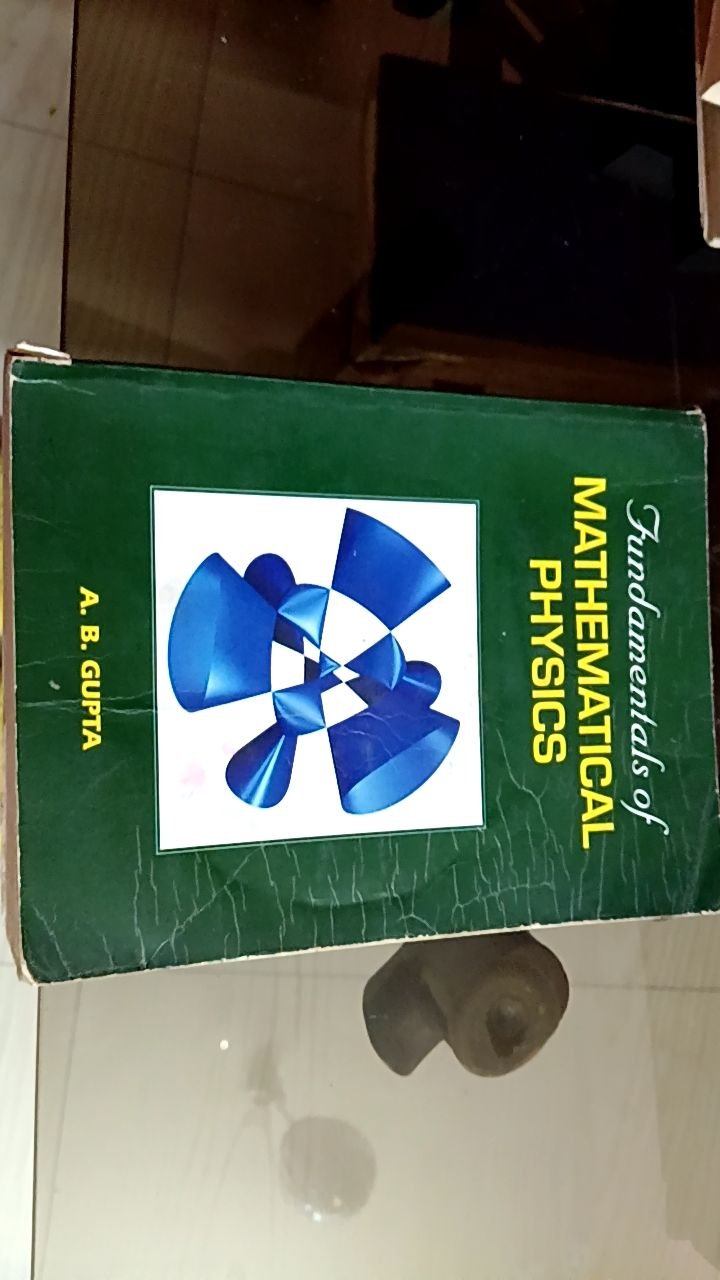 Fundamentals of
MATHEMATICAL
PHYSICS
A. B. GUPTA